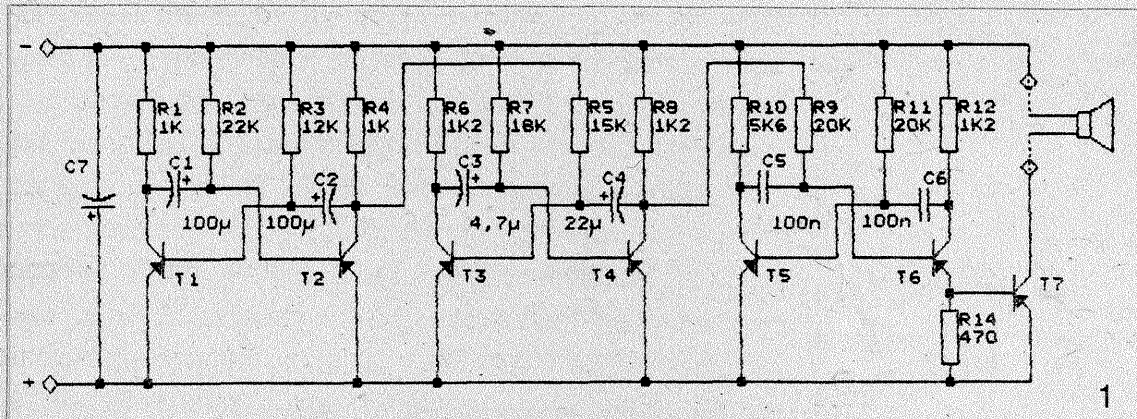 -
R1 1K
R2 22K
R3 12K
R4 1K
R6 1K2
R7 18K
R5 15K
R8 1K2
R10 5K6
R9 20K
R11 20K
R12 1K2
C7
+
C1
+
100µ
C2
+
100µ
C3
+
4,7µ
C4
+
22µ
C5
100n
C6
100n
T1
T2
T3
T4
T5
T6
T7
R14 470
+
1